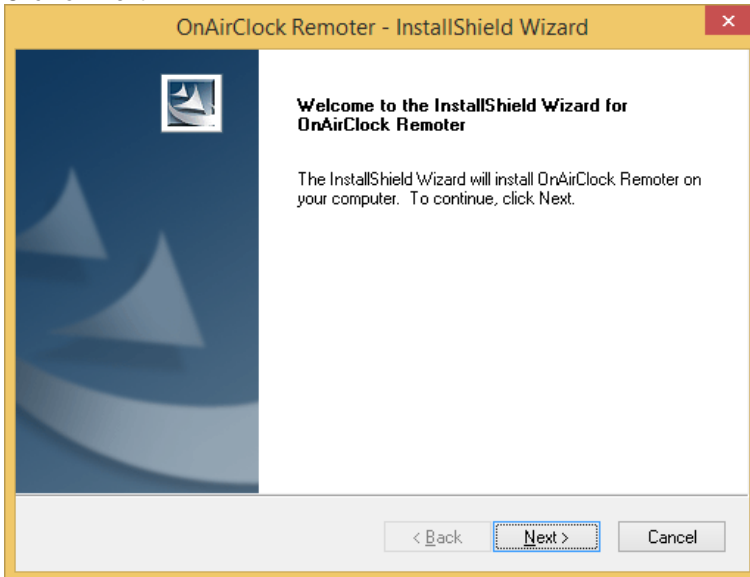 OnAirClock Remoter - InstallShield Wizard
Welcome to the InstallShield Wizard for
OnAirClock Remoter
The InstallShield Wizard will install OnAirClock Remoter on
your computer. To continue, click Next.
< Back
Next >
Cancel